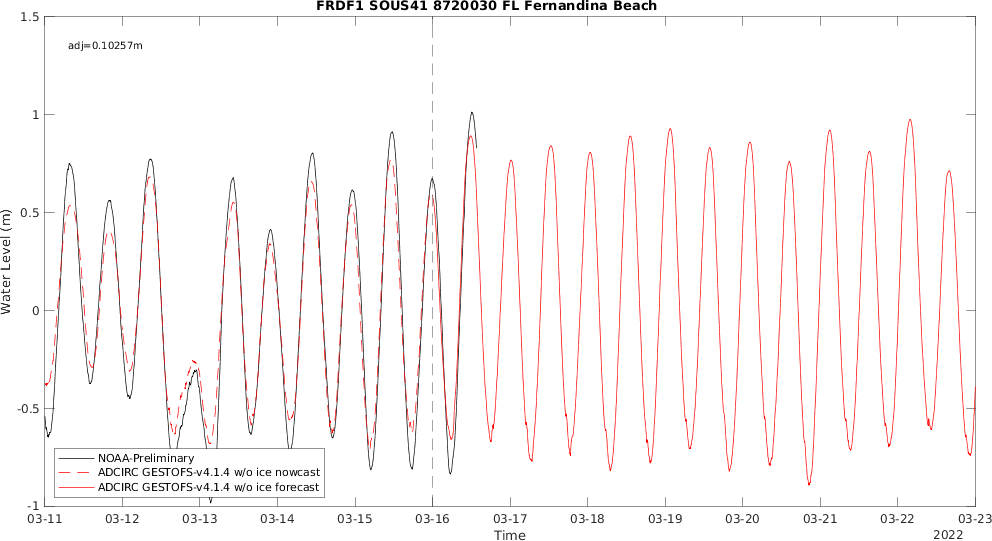 FRDF1 SOUS41 8720030 FL Fernandina Beach
adj=0.10257m
Water Level (m)
1.5
1
0.5
0
-0.5
-1
NOAA-Preliminary
ADCIRC GESTOFS-v4.1.4 w/o ice nowcast
ADCIRC GESTOFS-v4.1.4 w/o ice forecast
03-11 03-12 03-13 03-14 03-15 03-16 03-17 03-18 03-19 03-20 03-21 03-22 03-23
Time
2022